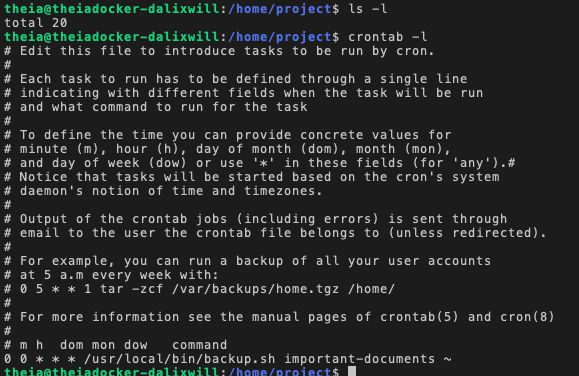 theia@theiadocker-dalixwill:/home/project$ ls -l
total 20
theia@theiadocker-dalixwill:/home/project$ crontab -l
# Edit this file to introduce tasks to be run by cron.
#
# Each task to run has to be defined through a single line
# indicating with different fields when the task will be run
# and what command to run for the task
#
# To define the time you can provide concrete values for
# minute (m), hour (h), day of month (dom), month (mon),
# and day of week (dow) or use '*' in these fields (for 'any').#
# Notice that tasks will be started based on the cron's system
# daemon's notion of time and timezones.
#
# Output of the crontab jobs (including errors) is sent through
# email to the user the crontab file belongs to (unless redirected).
#
# For example, you can run a backup of all your user accounts
# at 5 a.m every week with:
# 0 5 * * 1 tar -zcf /var/backups/home.tgz /home/
#
# For more information see the manual pages of crontab(5) and cron(8)
#
# m h  dom mon dow   command
0 0 * * * /usr/local/bin/backup.sh important-documents ~
theia@theiadocker-dalixwill:/home/project$